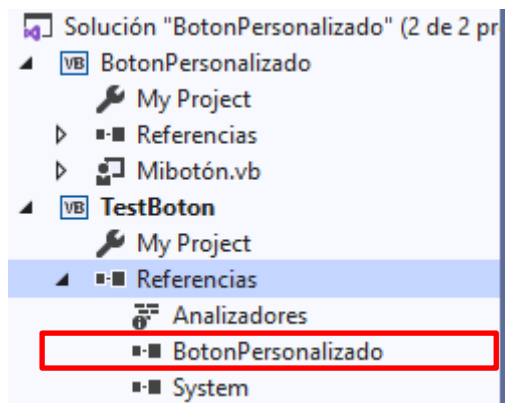 Solución "BotonPersonalizado" (2 de 2 pr
VB BotonPersonalizado
My Project
Referencias
Mibotón.vb
VB TestBoton
My Project
Referencias
Analizadores
BotonPersonalizado
System